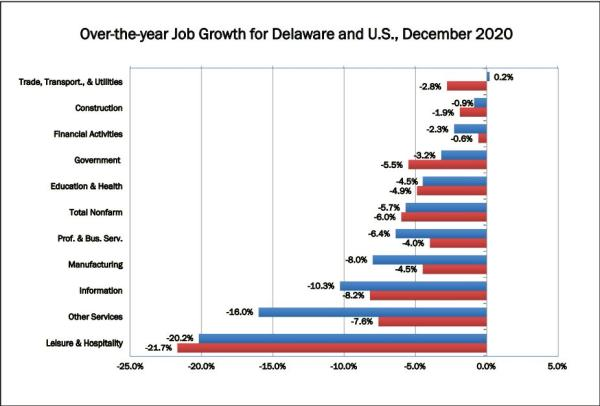 Over-the-year Job Growth for Delaware and U.S., December 2020
Trade, Transport., & Utilities
0.2%
-2.8%
Construction
-0.9%
-1.9%
Financial Activities
-2.3%
-0.6%
Government
-3.2%
-5.5%
Education & Health
-4.5%
-4.9%
Total Nonfarm
-5.7%
-6.0%
Prof. & Bus. Serv.
-6.4%
-4.0%
Manufacturing
-8.0%
-4.5%
Information
-10.3%
-8.2%
Other Services
-16.0%
-7.6%
Leisure & Hospitality
-20.2%
-21.7%
-25.0% -20.0% -15.0% -10.0% -5.0% 0.0% 5.0%